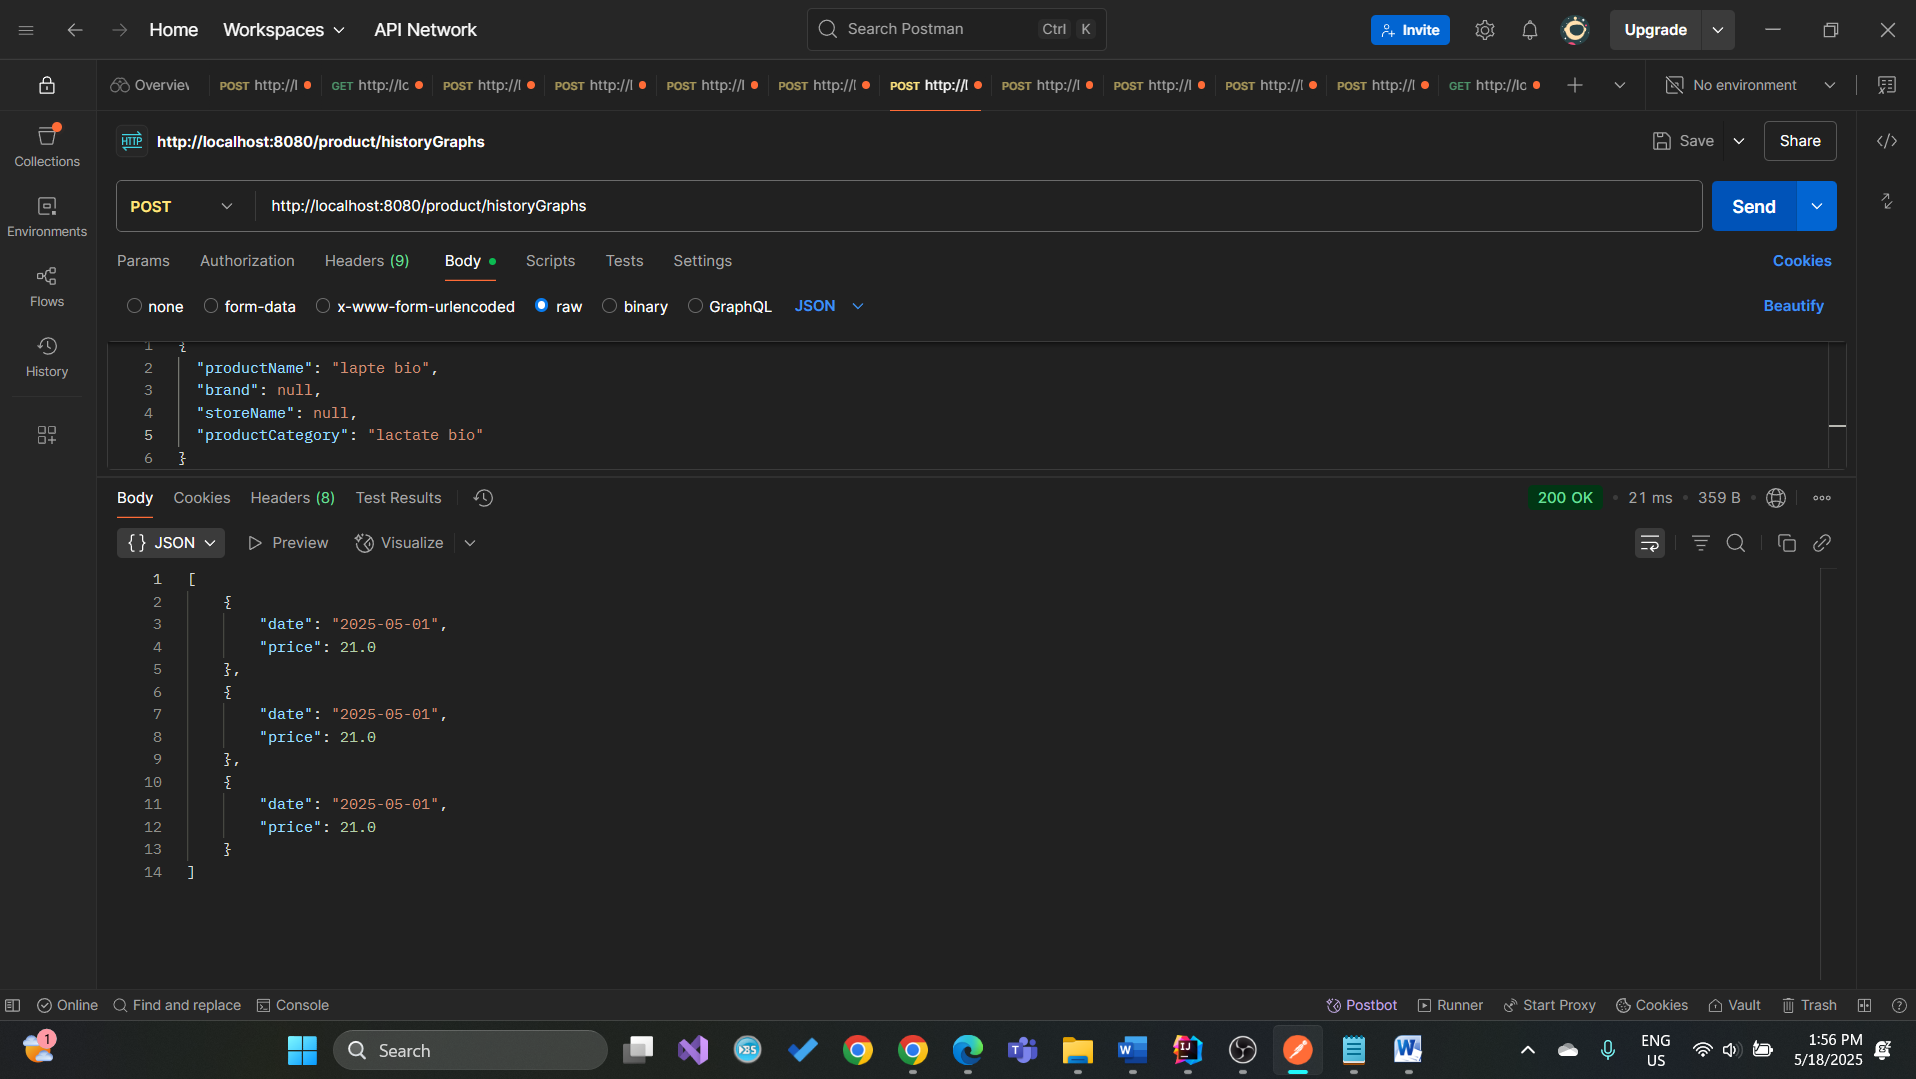 Home Workspaces API Network Search Postman Ctrl K Invite Upgrade
Overview POST http://l GET http://lo POST http://l POST http://l POST http://l POST http://l POST http://l POST http://l POST http://l POST http://l POST http://l GET http://lo No environment
HTTP http://localhost:8080/product/historyGraphs Save Share
Collections
Environments
Flows
History
POST http://localhost:8080/product/historyGraphs Send
Params Authorization Headers (9) Body Scripts Tests Settings Cookies
none form-data x-www-form-urlencoded raw binary GraphQL JSON Beautify
1 {
2 "productName": "lapte bio",
3 "brand": null,
4 "storeName": null,
5 "productCategory": "lactate bio"
6 }
Body Cookies Headers (8) Test Results 200 OK 21 ms 359 B
{} JSON Preview Visualize
1 [
2 {
3 "date": "2025-05-01",
4 "price": 21.0
5 },
6 {
7 "date": "2025-05-01",
8 "price": 21.0
9 },
10 {
11 "date": "2025-05-01",
12 "price": 21.0
13 }
14 ]
Online Find and replace Console Postbot Runner Start Proxy Cookies Vault Trash
1 Search ENG US 1:56 PM 5/18/2025